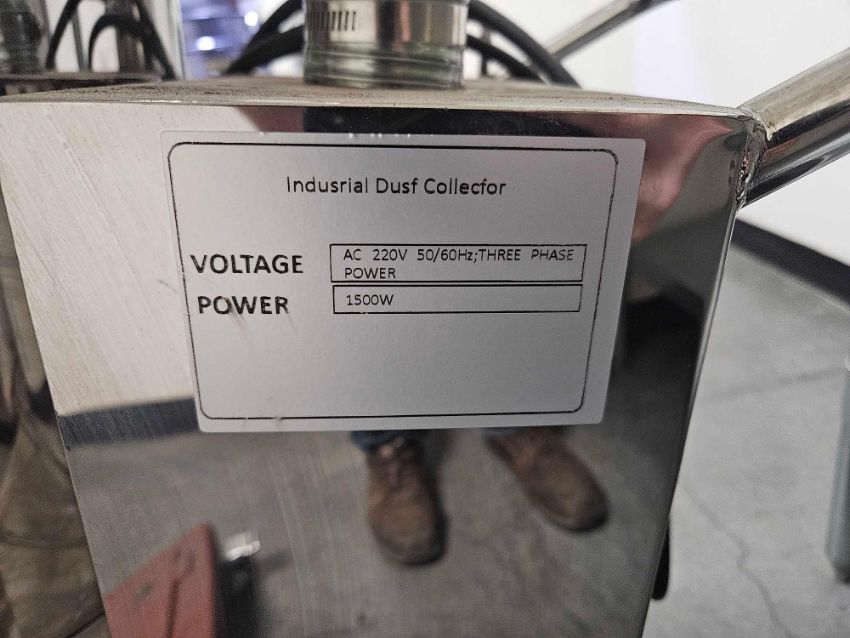 Indusrial Dusf Collecfor
VOLTAGE
AC 220V 50/60Hz;THREE PHASE
POWER
POWER
1500W